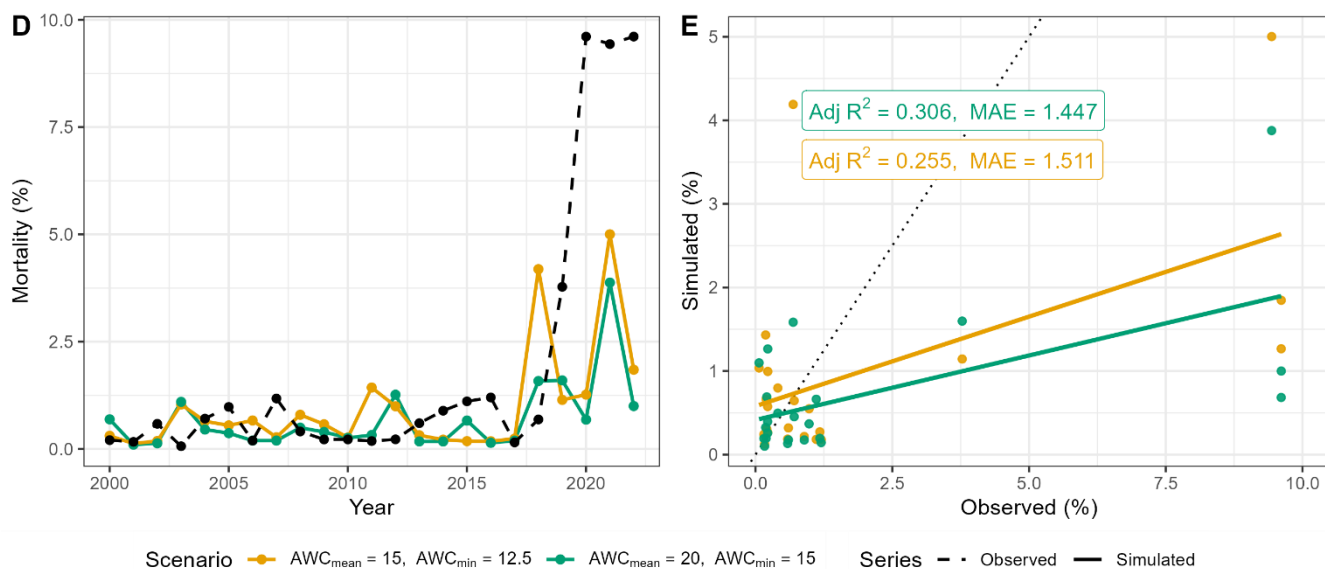 D
Mortality (%)
10.0
7.5
5.0
2.5
0.0
2000
2005
2010
2015
2020
Year
E
Simulated (%)
5
4
3
2
1
0
Adj R² = 0.306, MAE = 1.447
Adj R² = 0.255, MAE = 1.511
0.0
2.5
5.0
7.5
10.0
Observed (%)
Scenario
AWCmean = 15, AWCmin = 12.5
AWCmean = 20, AWCmin = 15
Series
Observed
Simulated